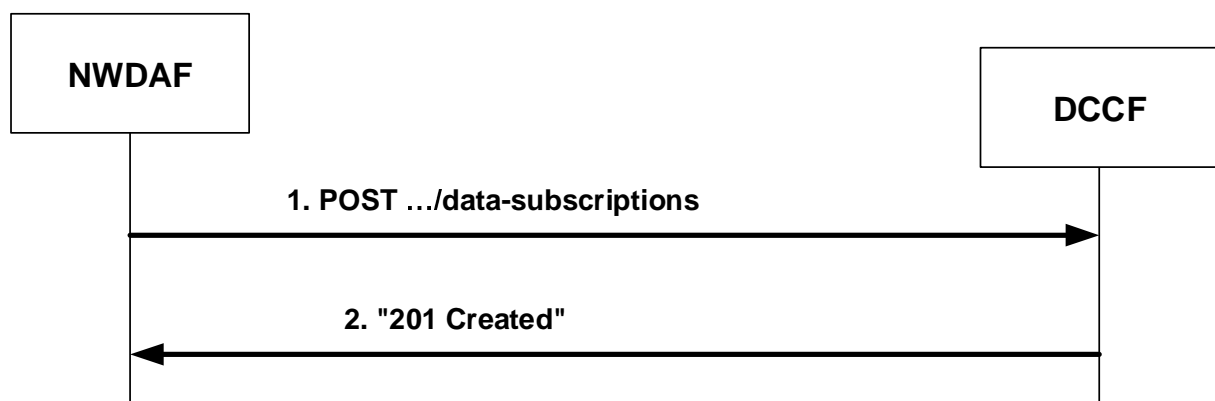 NWDAF
DCCF
1. POST …/data-subscriptions
2. "201 Created"